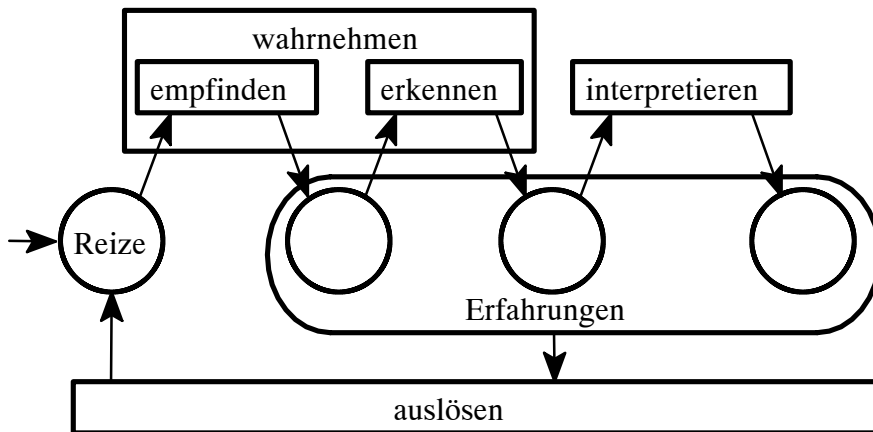 wahrnehmen
empfinden
erkennen
interpretieren
Reize
Erfahrungen
auslösen